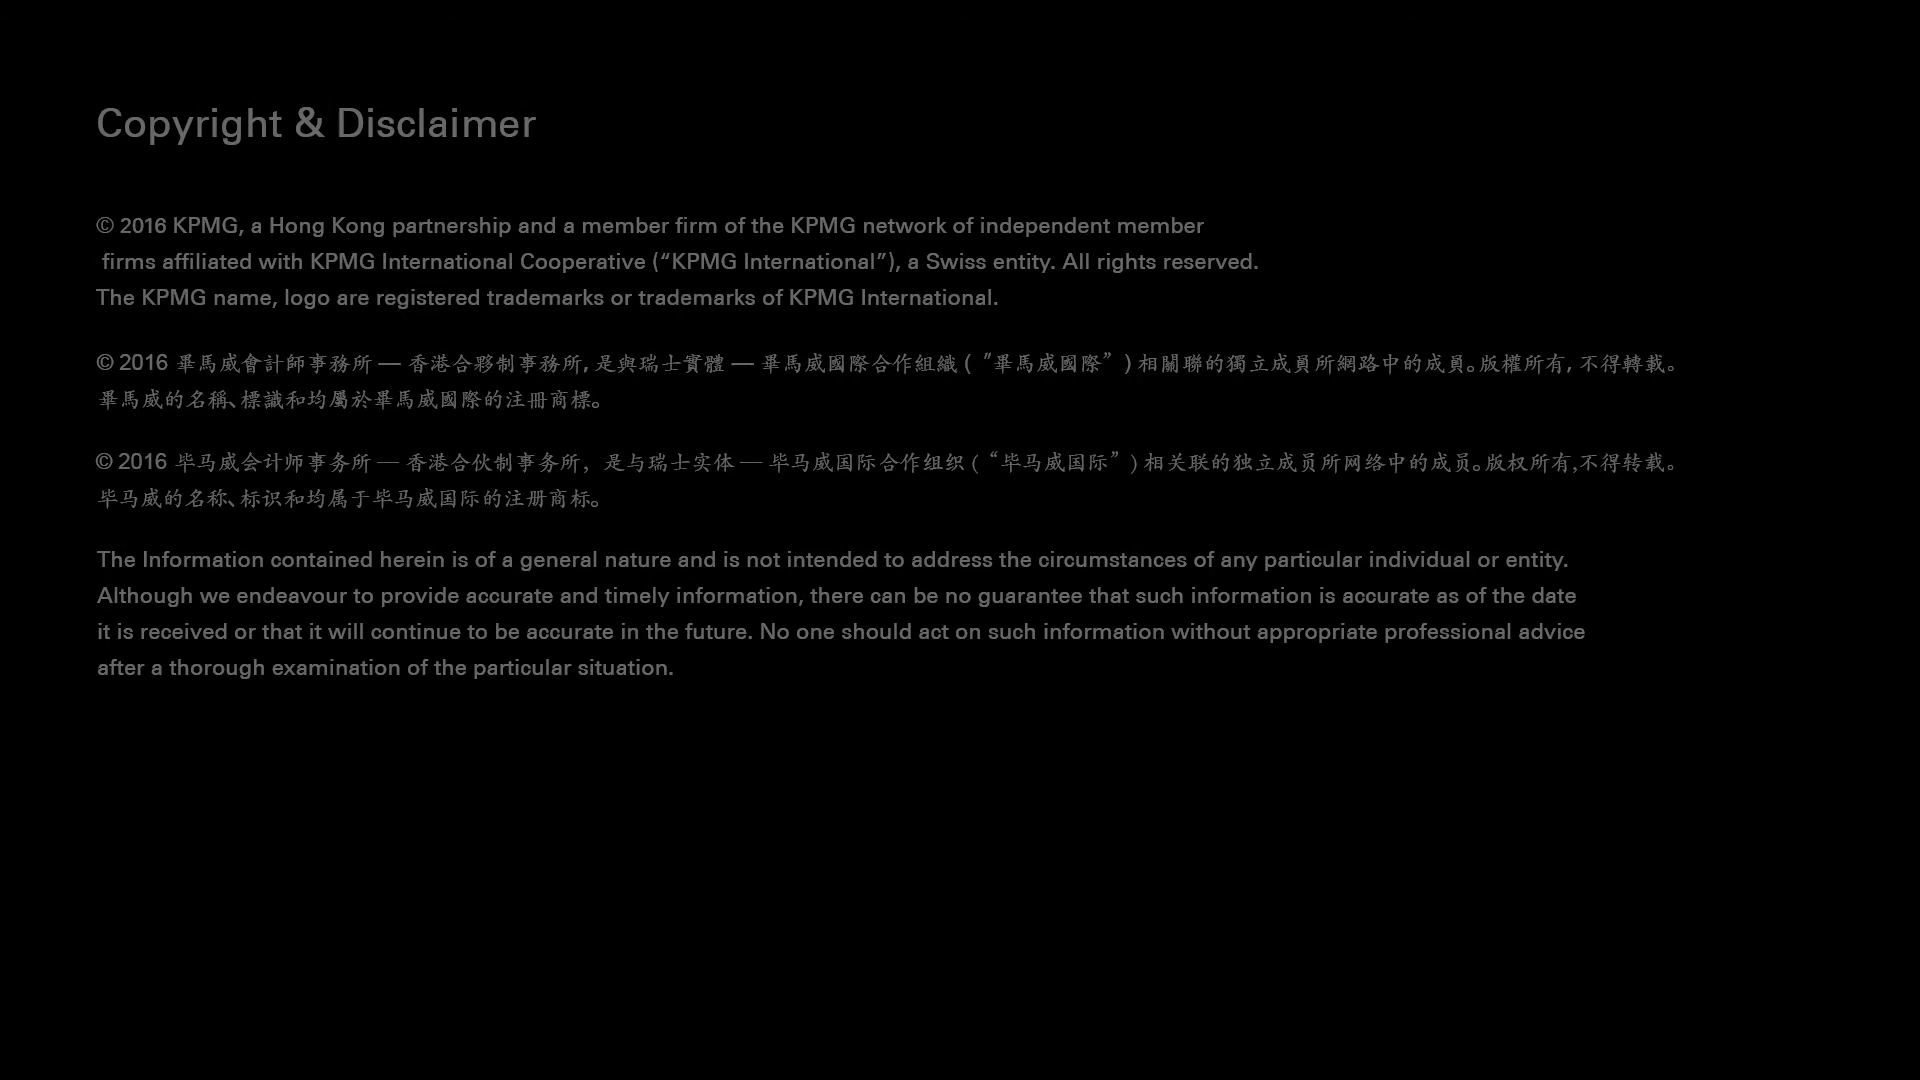 Copyright & Disclaimer
© 2016 KPMG, a Hong Kong partnership and a member firm of the KPMG network of independent member
firms affiliated with KPMG International Cooperative (“KPMG International”), a Swiss entity. All rights reserved.
The KPMG name, logo are registered trademarks or trademarks of KPMG International.
© 2016 畢馬威會計師事務所 — 香港合夥制事務所, 是與瑞士實體 — 畢馬威國際合作組織 ( "畢馬威國際” ) 相關聯的獨立成員所網路中的成員。版權所有, 不得轉載。
畢馬威的名稱、標識和均屬於畢馬威國際的注冊商標。
© 2016 毕马威会计师事务所 — 香港合伙制事务所, 是与瑞士实体 — 毕马威国际合作组织 ( “毕马威国际” ) 相关联的独立成员所网络中的成员。版权所有,不得转载。
毕马威的名称、标识和均属于毕马威国际的注册商标。
The Information contained herein is of a general nature and is not intended to address the circumstances of any particular individual or entity.
Although we endeavour to provide accurate and timely information, there can be no guarantee that such information is accurate as of the date
it is received or that it will continue to be accurate in the future. No one should act on such information without appropriate professional advice
after a thorough examination of the particular situation.